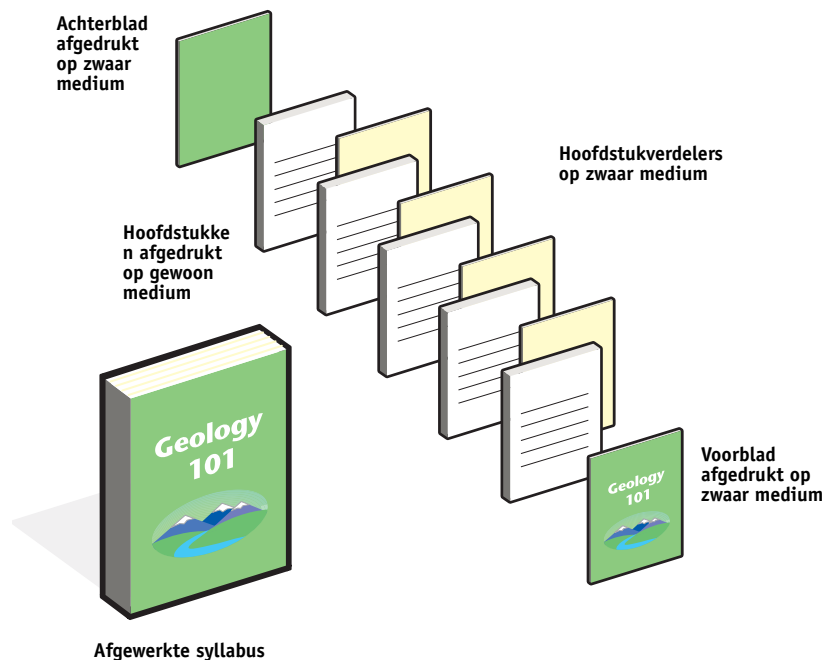 Achterblad
afgedrukt
op zwaar
medium
Hoofdstukverdelers
op zwaar medium
Hoofdstukke
n afgedrukt
op gewoon
medium
Geology
101
Voorblad
afgedrukt op
zwaar medium
Geology
101
Afgewerkte syllabus